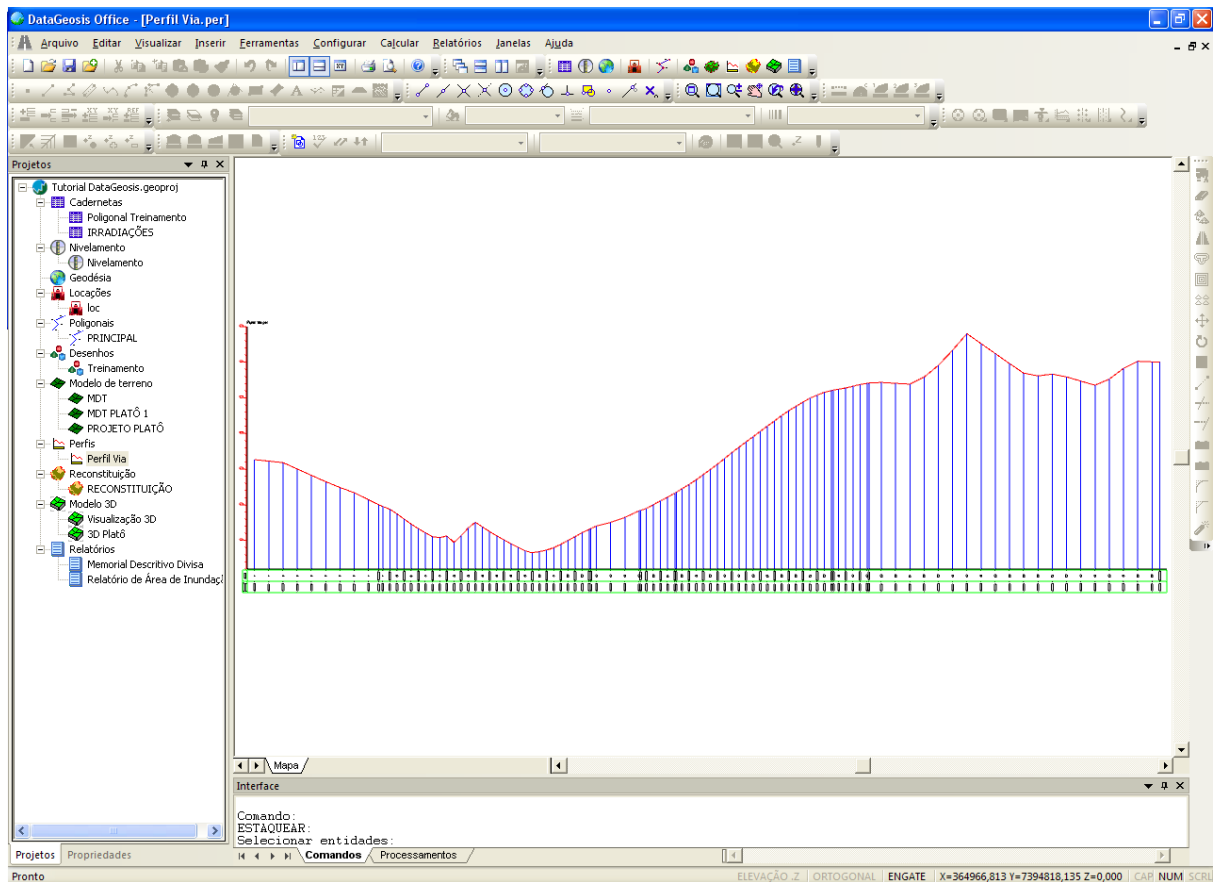 DataGeosis Office - [Perfil Via.per]
Arquivo Editar Visualizar Inserir Ferramentas Configurar Calcular Relatórios Janelas Ajuda
Projetos
Tutorial DataGeosis.geoproj
Cadernetas
Poligonal Treinamento
IRRADIAÇÕES
Nivelamento
Nivelamento
Geodésia
Locações
loc
Poligonais
PRINCIPAL
Desenhos
Treinamento
Modelo de terreno
MDT
MDT PLATÔ 1
PROJETO PLATÔ
Perfis
Perfil Via
Reconstituição
RECONSTITUIÇÃO
Modelo 3D
Visualização 3D
3D Platô
Relatórios
Memorial Descritivo Divisa
Relatório de Área de Inundaç
Projetos Propriedades
Mapa
Interface
Comando:
ESTAQUEAR:
Selecionar entidades:
Comandos Processamentos
Pronto ELEVAÇÃO .Z ORTOGONAL ENGATE X=364966,813 Y=7394818,135 Z=0,000 CAP NUM SCRL